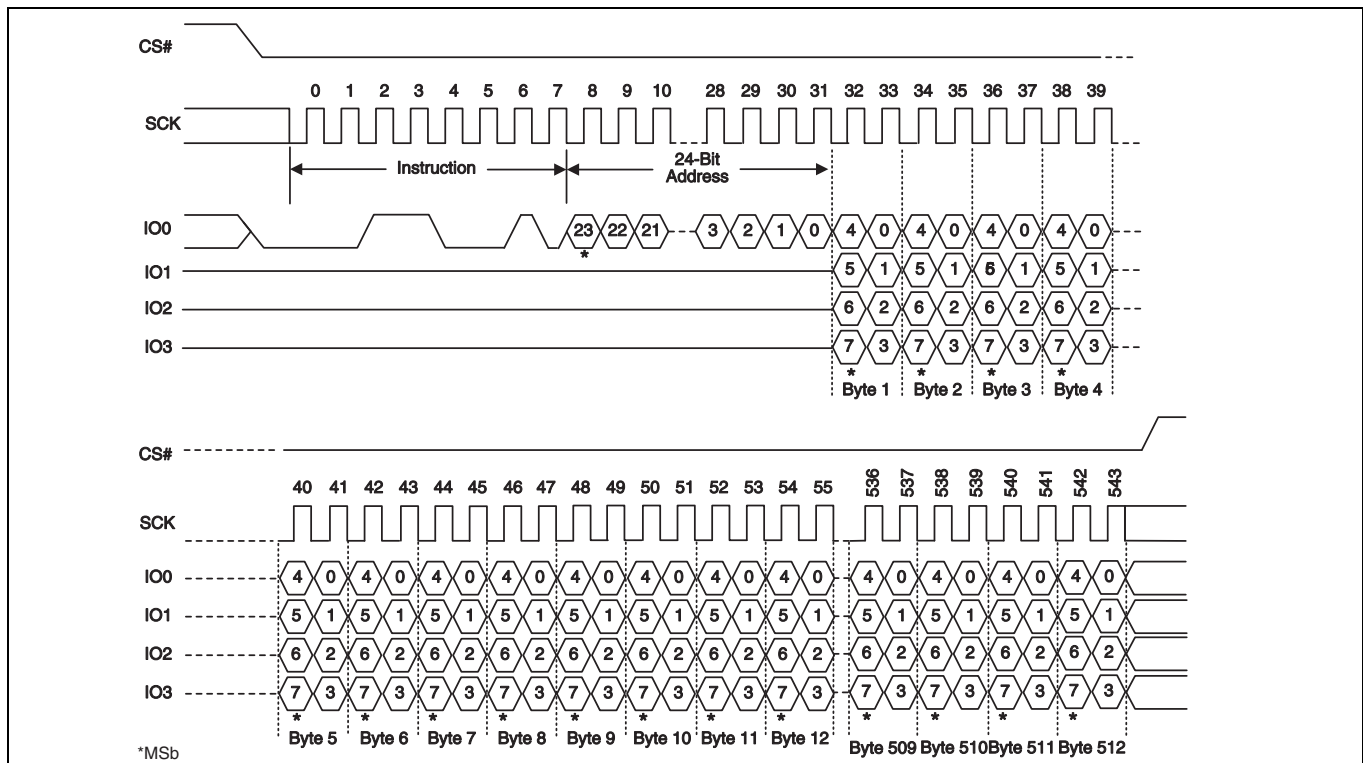 CS#
0 1 2 3 4 5 6 7 8 9 10 28 29 30 31 32 33 34 35 36 37 38 39
SCK
Instruction
24-Bit
Address
IO0 23 22 21 3 2 1 0 4 0 4 0 4 0 4 0
*
IO1 5 1 5 1 6 1 5 1
IO2 6 2 6 2 6 2 6 2
IO3 7 3 7 3 7 3 7 3
* * * *
Byte 1 Byte 2 Byte 3 Byte 4
CS#
40 41 42 43 44 45 46 47 48 49 50 51 52 53 54 55 536 537 538 539 540 541 542 543
SCK
IO0 4 0 4 0 4 0 4 0 4 0 4 0 4 0 4 0 4 0 4 0 4 0 4 0
IO1 5 1 5 1 5 1 5 1 5 1 5 1 5 1 5 1 5 1 5 1 5 1 5 1
IO2 6 2 6 2 6 2 6 2 6 2 6 2 6 2 6 2 6 2 6 2 6 2 6 2
IO3 7 3 7 3 7 3 7 3 7 3 7 3 7 3 7 3 7 3 7 3 7 3 7 3
* * * * * * * * * * * *
Byte 5 Byte 6 Byte 7 Byte 8 Byte 9 Byte 10 Byte 11 Byte 12 Byte 509 Byte 510 Byte 511 Byte 512
*MSb